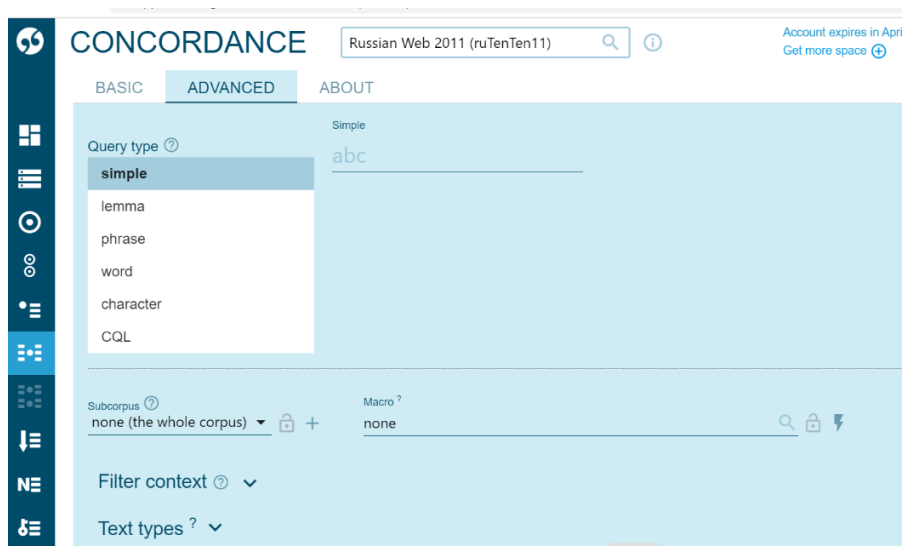 CONCORDANCE
Russian Web 2011 (ruTenTen11)
Account expires in Apri
Get more space
BASIC ADVANCED ABOUT
Query type ?
simple
lemma
phrase
word
character
CQL
Simple
abc
Subcorpus ?
none (the whole corpus)
Macro ?
none
Filter context ?
Text types ?